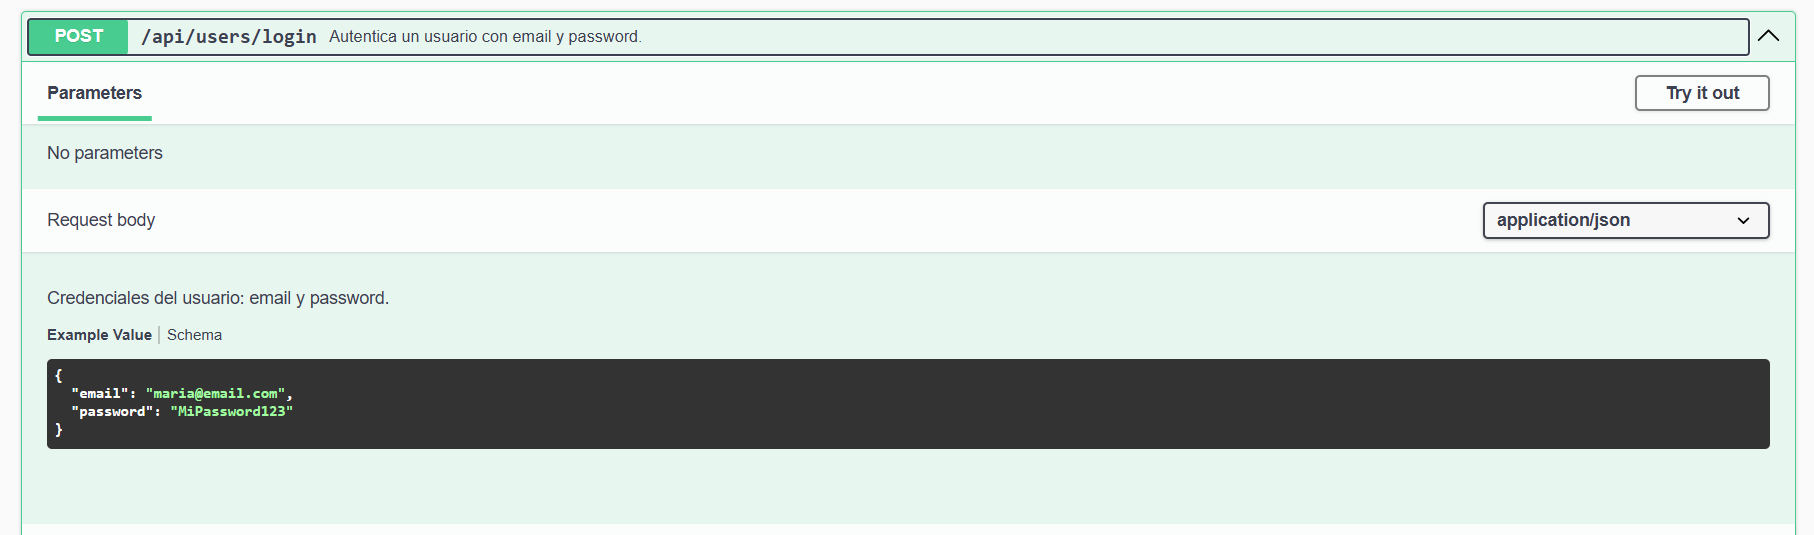 POST /api/users/login Autentica un usuario con email y password.
Parameters Try it out
No parameters
Request body application/json
Credenciales del usuario: email y password.
Example Value | Schema
{
  "email": "maria@email.com",
  "password": "MiPassword123"
}